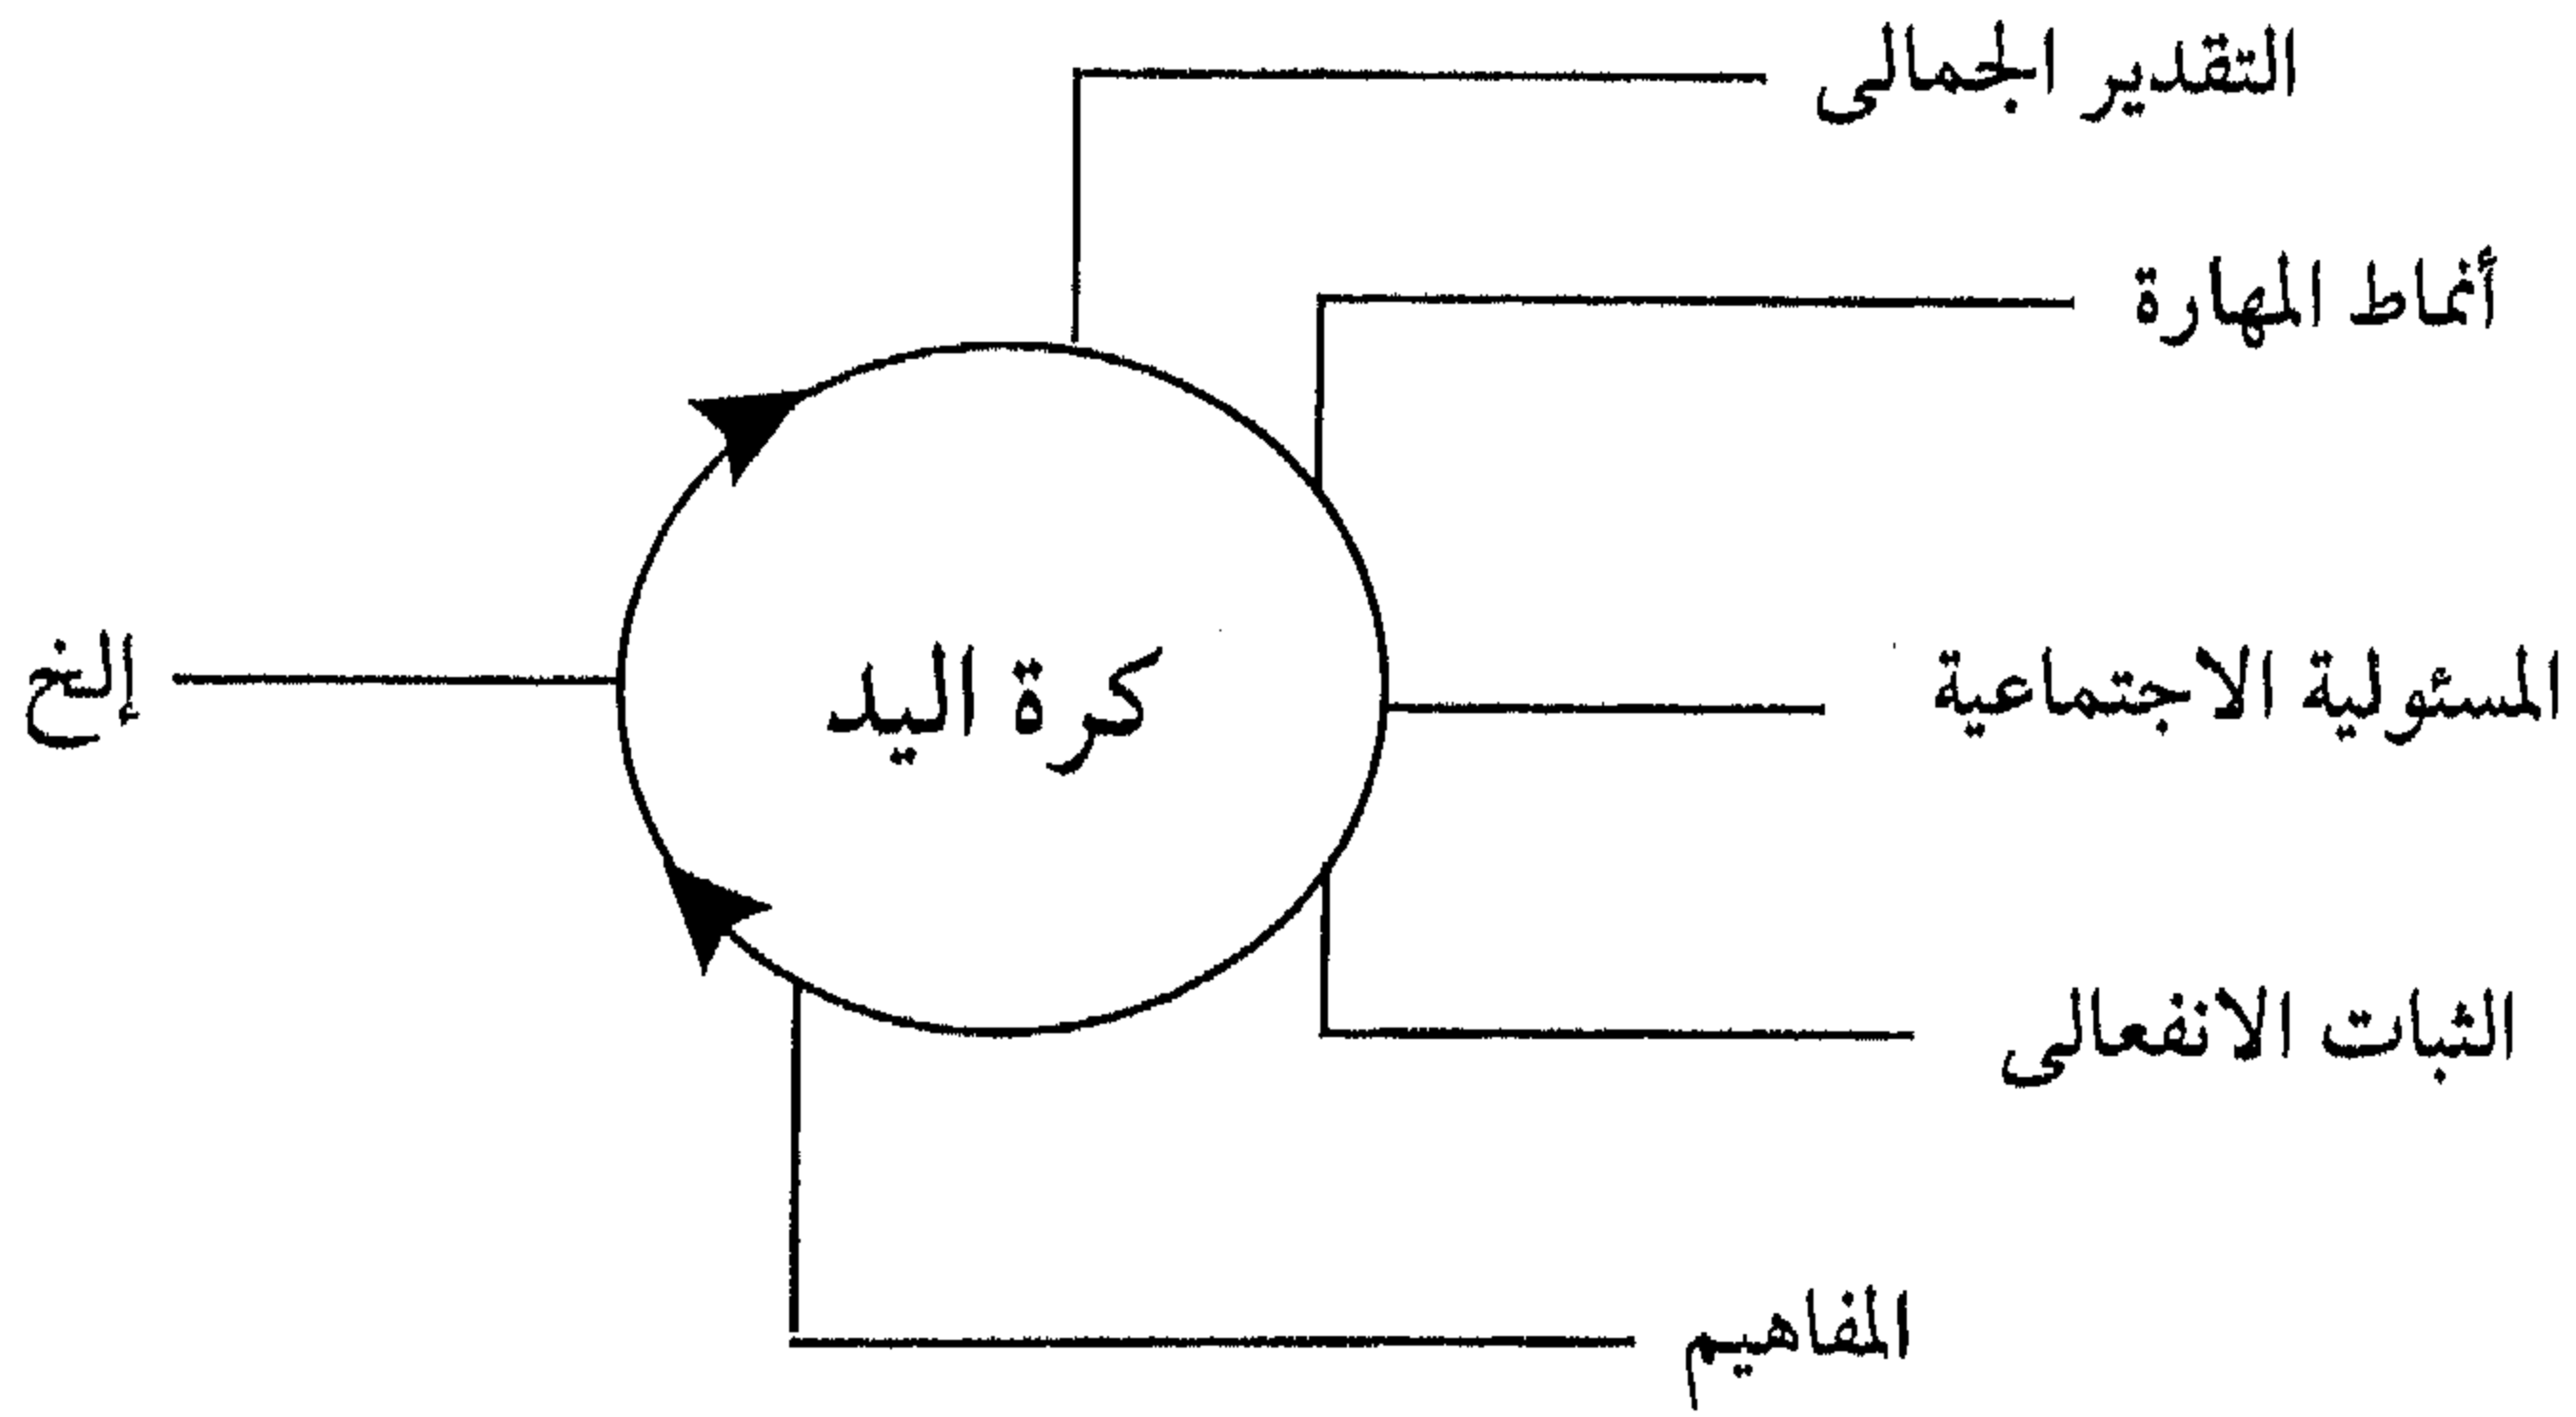 التقدير الجمالى
أنماط المهارة
المسئولية الاجتماعية
كرة اليد
إلخ
الثبات الانفعالى
المفاهيم